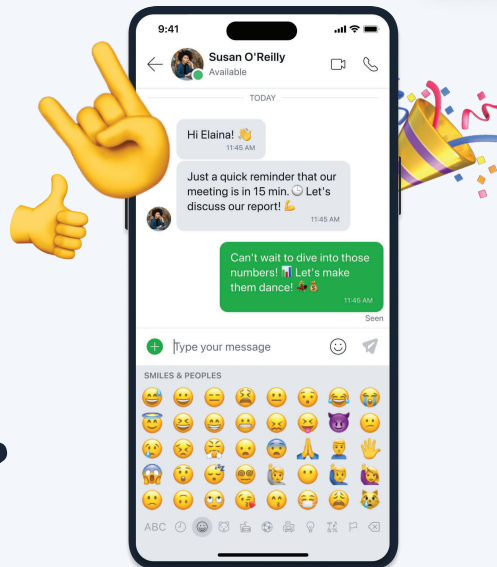 9:41
Susan O'Reilly
Available
TODAY
Hi Elaina! 👋
11:45 AM
Just a quick reminder that our
meeting is in 15 min. 🕒 Let's
discuss our report! 💪
11:45 AM
Can't wait to dive into those
numbers! 📊 Let's make
them dance! 💃💰
11:45 AM
Seen
Type your message
SMILES & PEOPLES
ABC